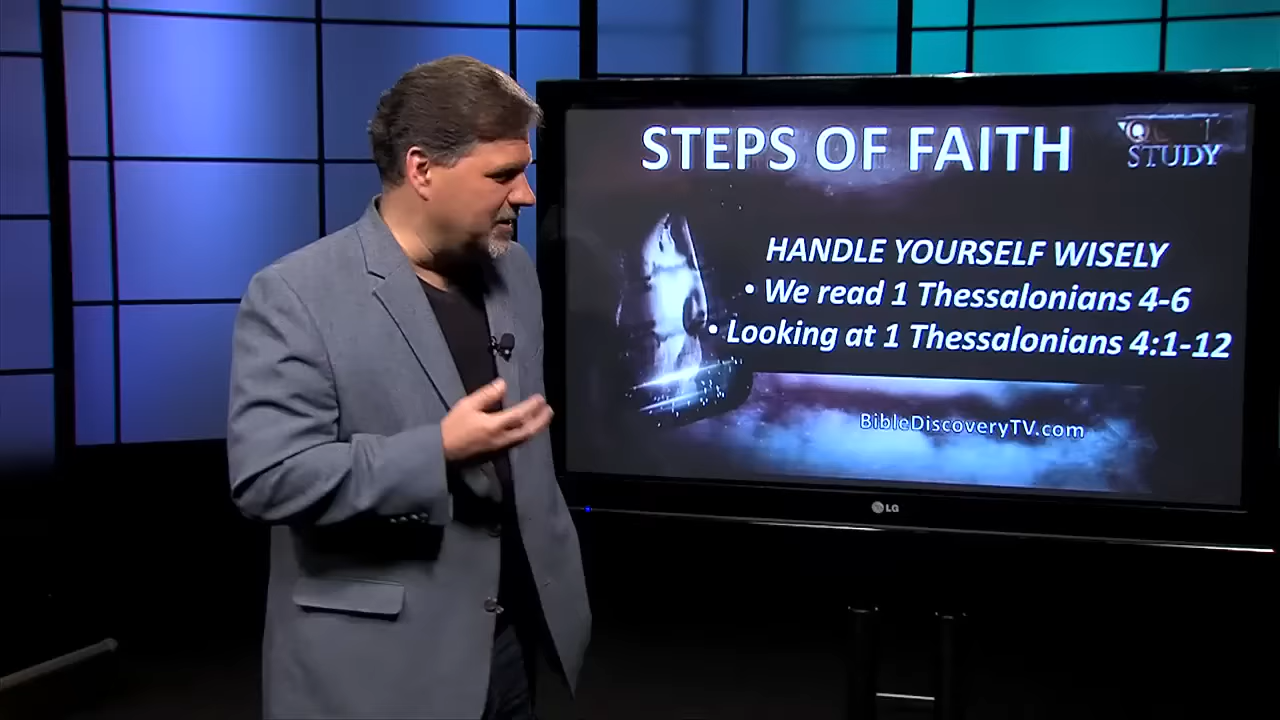 STEPS OF FAITH
STUDY
HANDLE YOURSELF WISELY
• We read 1 Thessalonians 4-6
• Looking at 1 Thessalonians 4:1-12
BibleDiscoveryTV.com
LG